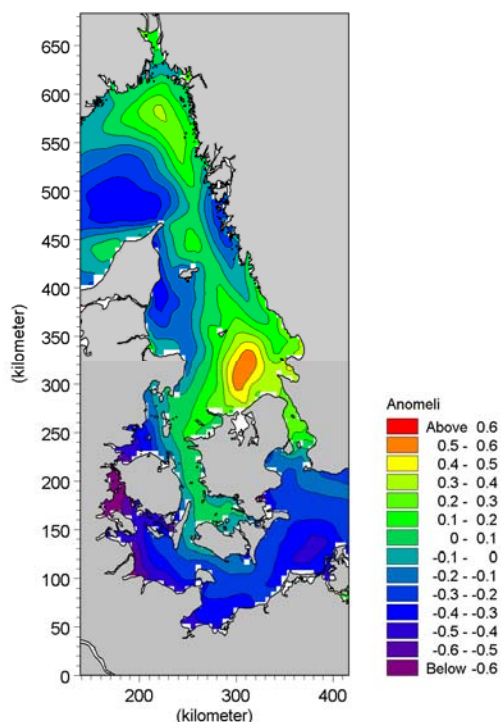 650
600
550
500
450
400
350
300
250
200
150
100
50
0
(kilometer)
200 300 400
(kilometer)
Anomeli
Above 0.6
0.5 - 0.6
0.4 - 0.5
0.3 - 0.4
0.2 - 0.3
0.1 - 0.2
0 - 0.1
-0.1 - 0
-0.2 - -0.1
-0.3 - -0.2
-0.4 - -0.3
-0.5 - -0.4
-0.6 - -0.5
Below -0.6